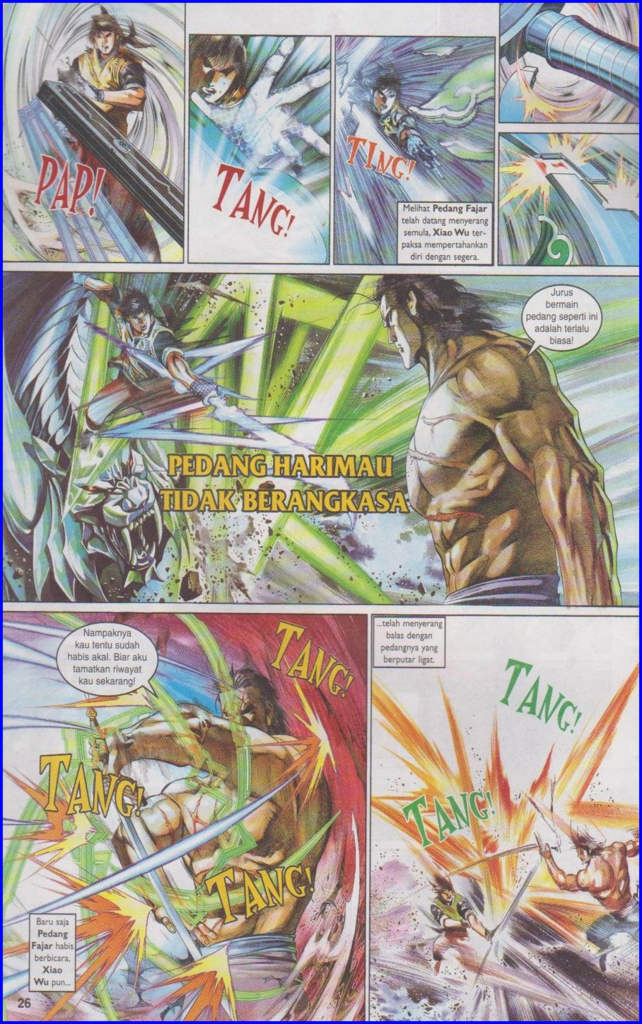 PAP!
TANG!
TING!
Melihat Pedang Fajar
telah datang menyerang
semula, Xiao Wu ter-
paksa mempertahankan
diri dengan segera.
Jurus
bermain
pedang seperti ini
adalah terlalu
biasa!
PEDANG HARIMAU
TIDAK BERANGKASA
Nampaknya
kau tentu sudah
habis akal. Biar aku
tamatkan riwayat
kau sekarang!
TANG!
TANG!
TANG!
Baru saja
Pedang
Fajar habis
berbicara,
Xiao
Wu pun...
...telah menyerang
balas dengan
pedangnya yang
berputar ligat.
TANG!
TANG!
26